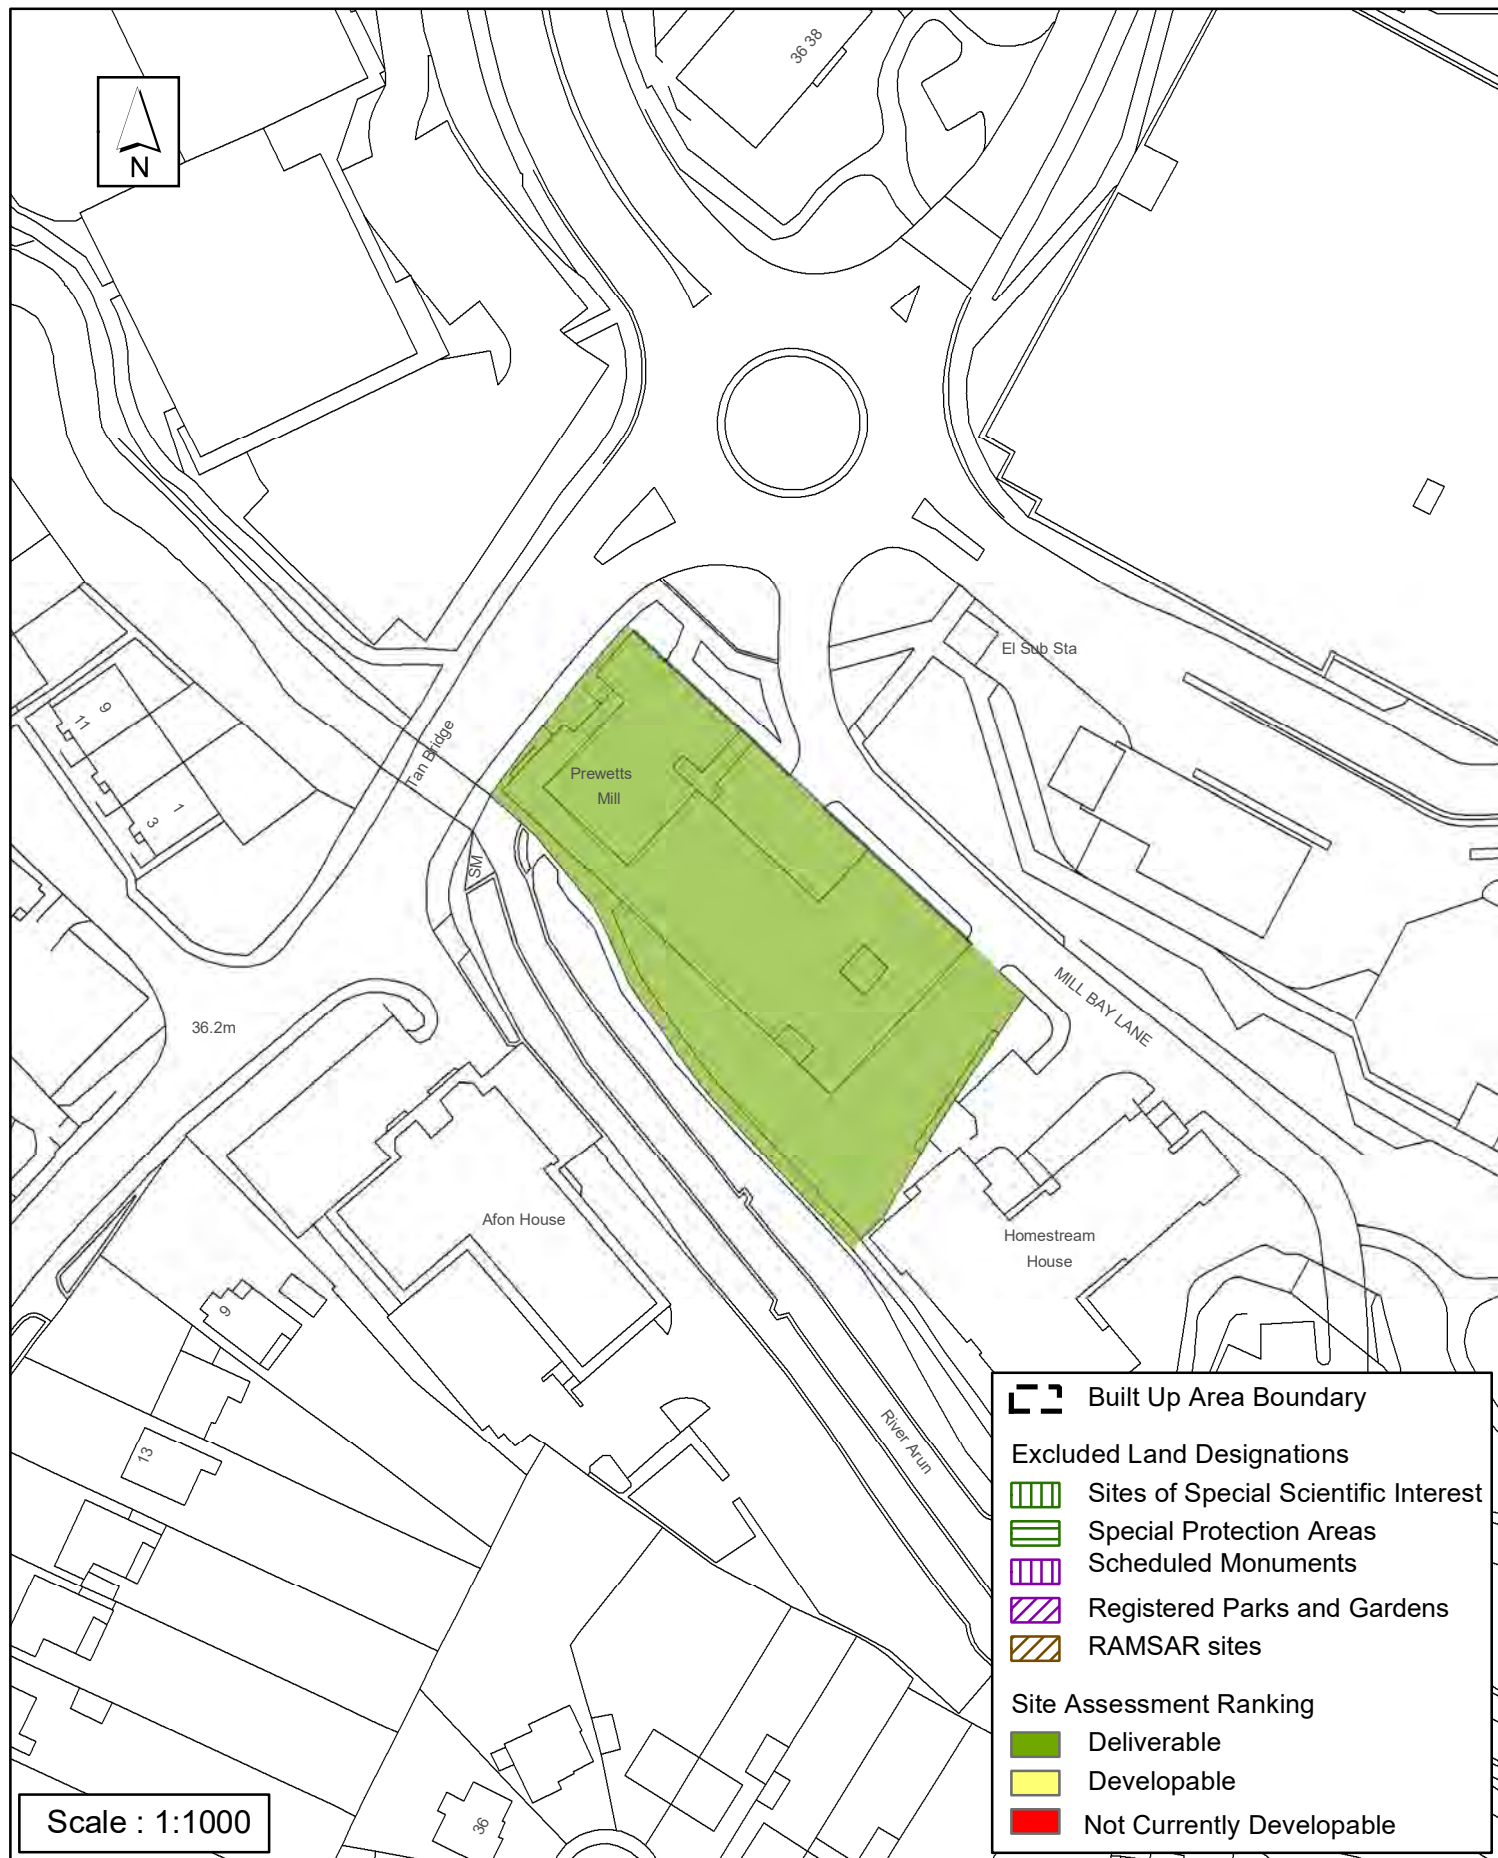 36 38
N
El Sub Sta
9
11
Tan Bridge
Prewetts
Mill
1
3
SM
MILL BAY LANE
36.2m
Afon House
Homestream
House
9
13
River Arun
36
Built Up Area Boundary
Excluded Land Designations
Sites of Special Scientific Interest
Special Protection Areas
Scheduled Monuments
Registered Parks and Gardens
RAMSAR sites
Site Assessment Ranking
Deliverable
Developable
Not Currently Developable
Scale : 1:1000